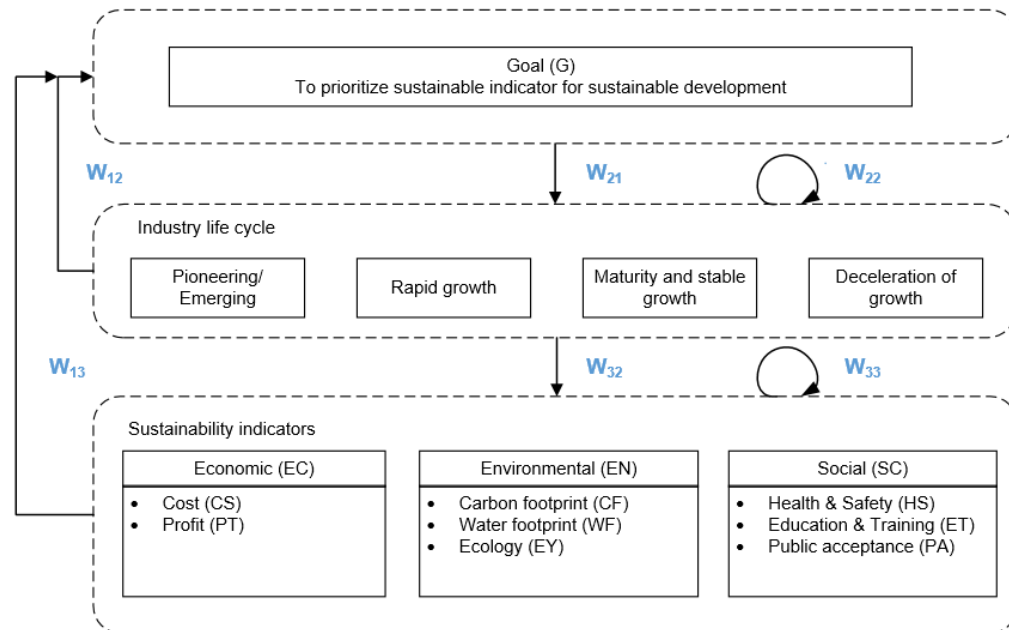 Goal (G)
To prioritize sustainable indicator for sustainable development
W12
W21
W22
Industry life cycle
Pioneering/
Emerging
Rapid growth
Maturity and stable
growth
Deceleration of
growth
W13
W32
W33
Sustainability indicators
Economic (EC)
• Cost (CS)
• Profit (PT)
Environmental (EN)
• Carbon footprint (CF)
• Water footprint (WF)
• Ecology (EY)
Social (SC)
• Health & Safety (HS)
• Education & Training (ET)
• Public acceptance (PA)